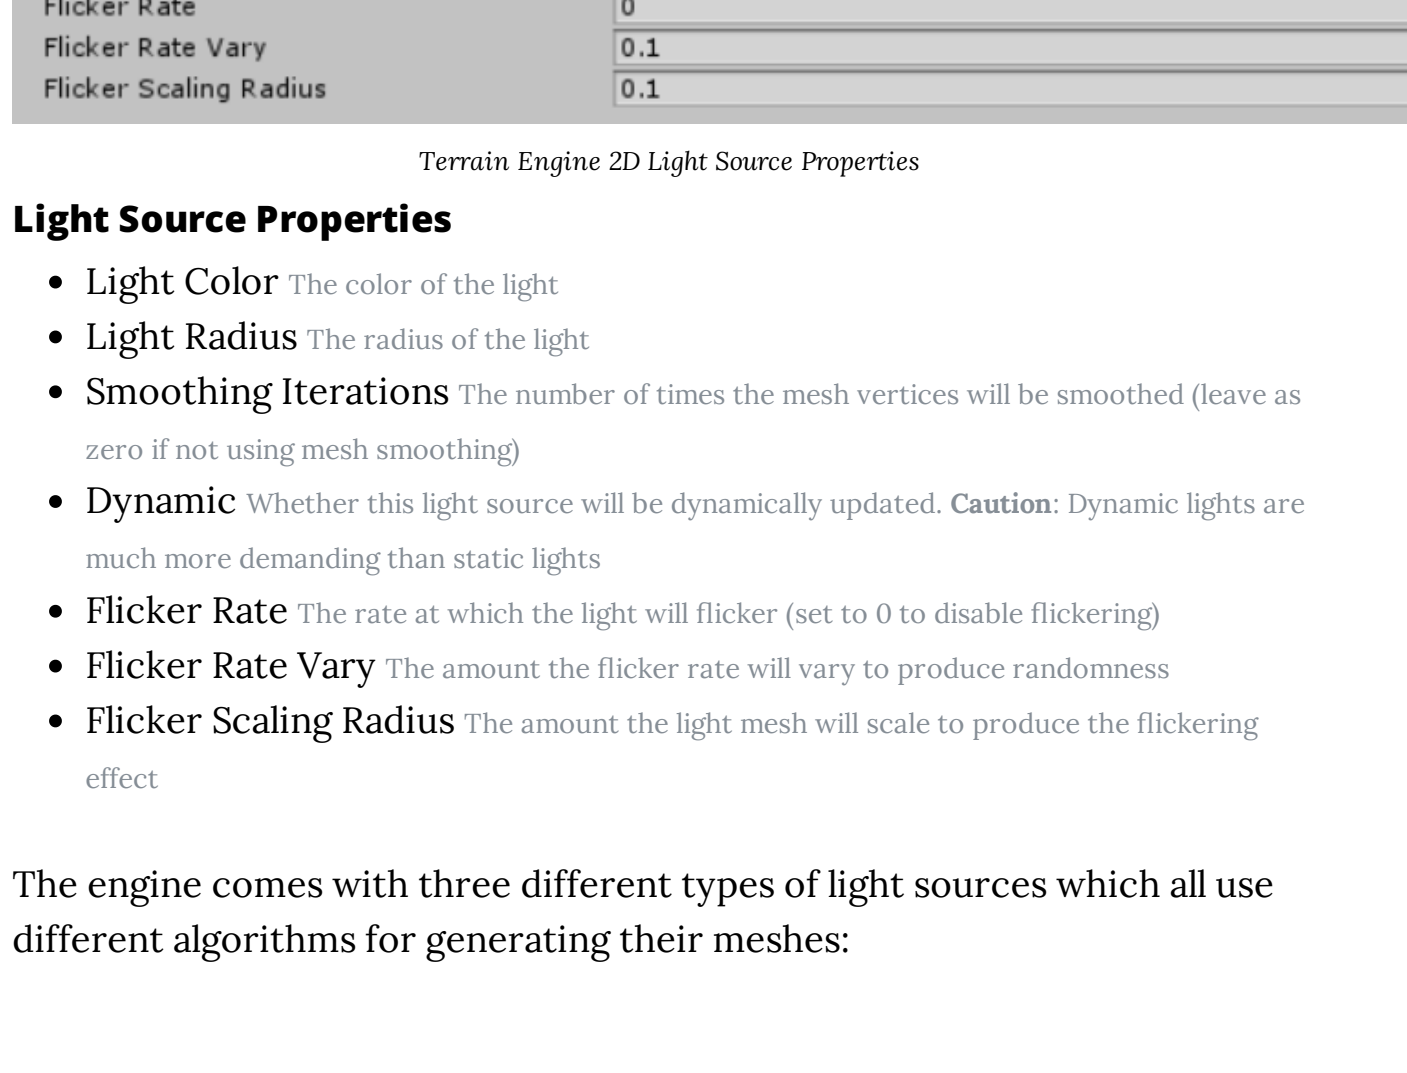 Flicker Rate 0
Flicker Rate Vary 0.1
Flicker Scaling Radius 0.1
Terrain Engine 2D Light Source Properties
Light Source Properties
• Light Color The color of the light
• Light Radius The radius of the light
• Smoothing Iterations The number of times the mesh vertices will be smoothed (leave as
zero if not using mesh smoothing)
• Dynamic Whether this light source will be dynamically updated. Caution: Dynamic lights are
much more demanding than static lights
• Flicker Rate The rate at which the light will flicker (set to 0 to disable flickering)
• Flicker Rate Vary The amount the flicker rate will vary to produce randomness
• Flicker Scaling Radius The amount the light mesh will scale to produce the flickering
effect
The engine comes with three different types of light sources which all use
different algorithms for generating their meshes: